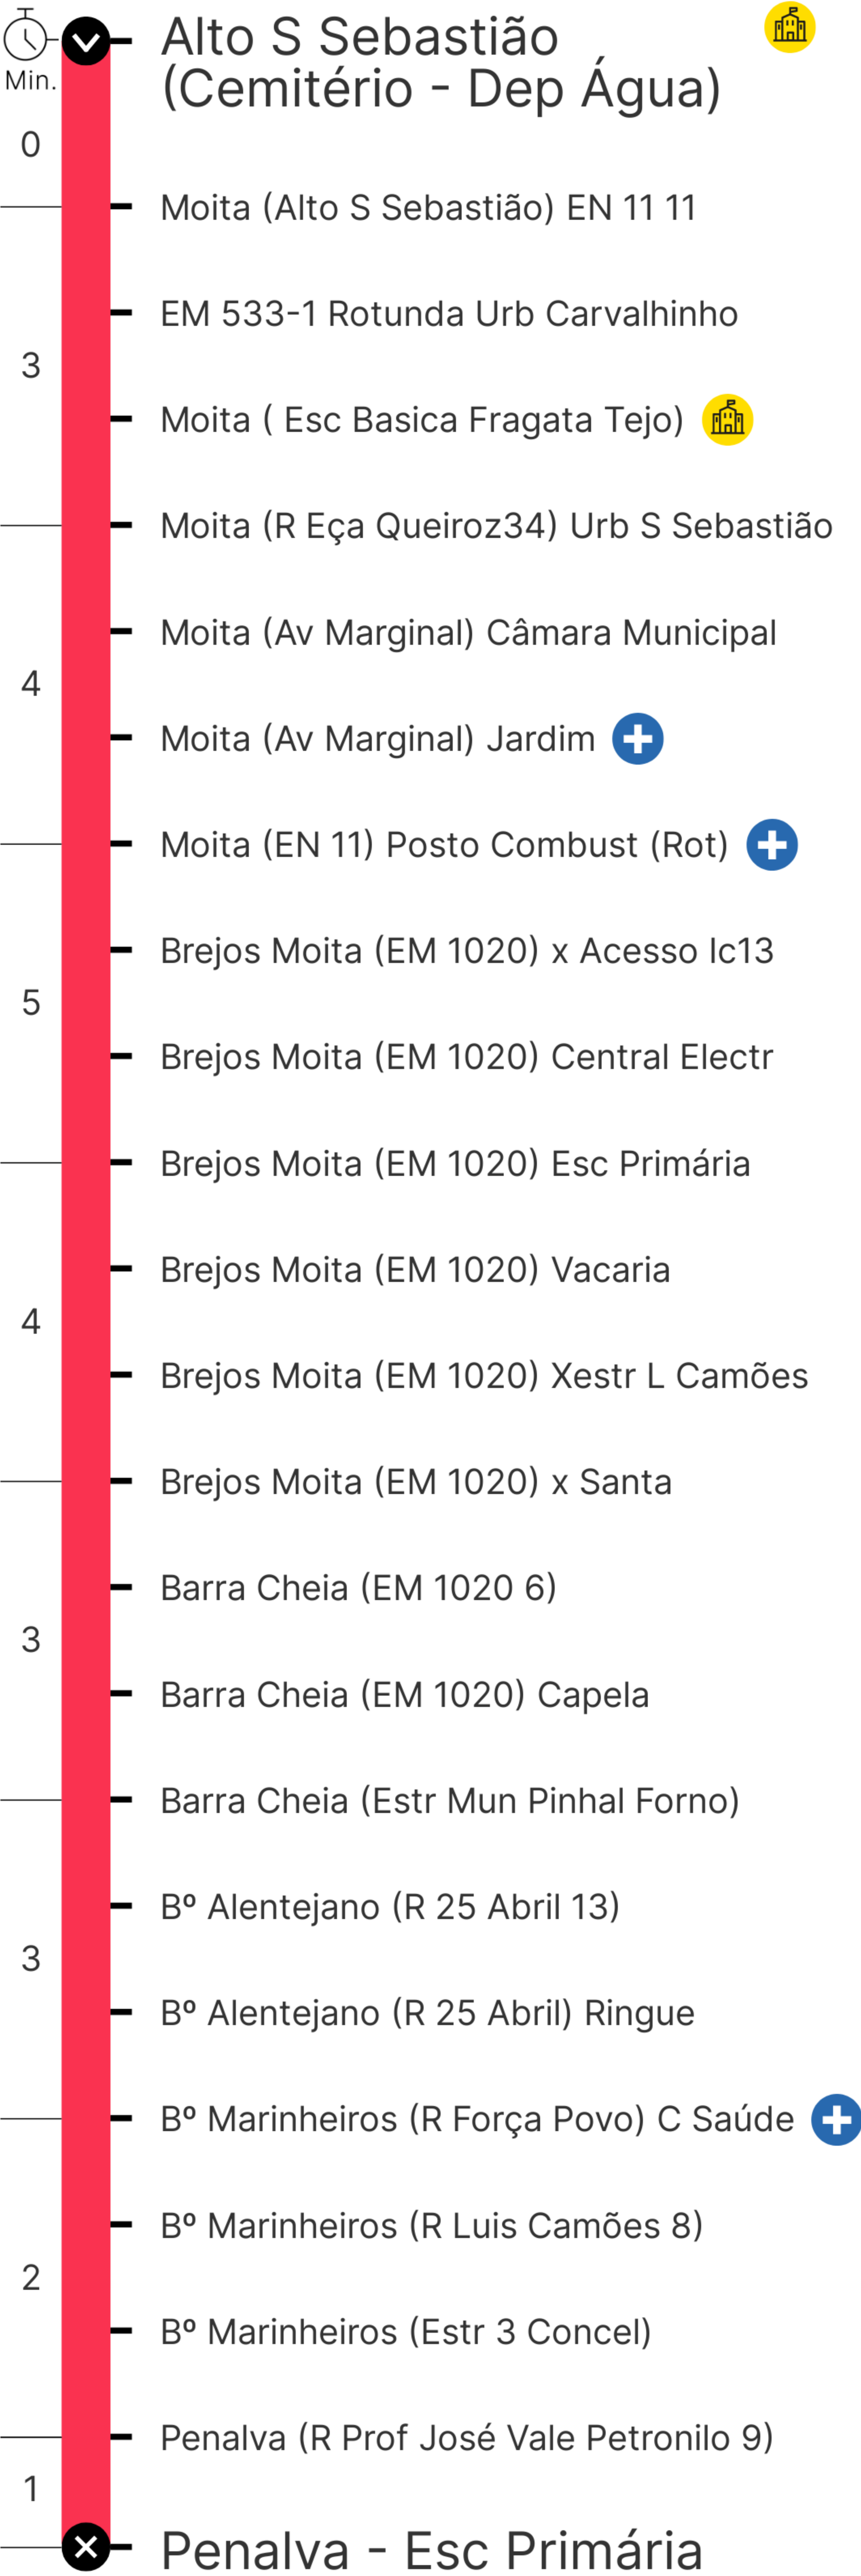 Alto S Sebastião
(Cemitério - Dep Água)
Min.
0
Moita (Alto S Sebastião) EN 11 11
EM 533-1 Rotunda Urb Carvalhinho
3
Moita ( Esc Basica Fragata Tejo)
Moita (R Eça Queiroz34) Urb S Sebastião
Moita (Av Marginal) Câmara Municipal
4
Moita (Av Marginal) Jardim
Moita (EN 11) Posto Combust (Rot)
Brejos Moita (EM 1020) x Acesso Ic13
5
Brejos Moita (EM 1020) Central Electr
Brejos Moita (EM 1020) Esc Primária
Brejos Moita (EM 1020) Vacaria
4
Brejos Moita (EM 1020) Xestr L Camões
Brejos Moita (EM 1020) x Santa
Barra Cheia (EM 1020 6)
3
Barra Cheia (EM 1020) Capela
Barra Cheia (Estr Mun Pinhal Forno)
Bº Alentejano (R 25 Abril 13)
3
Bº Alentejano (R 25 Abril) Ringue
Bº Marinheiros (R Força Povo) C Saúde
Bº Marinheiros (R Luis Camões 8)
2
Bº Marinheiros (Estr 3 Concel)
Penalva (R Prof José Vale Petronilo 9)
1
Penalva - Esc Primária